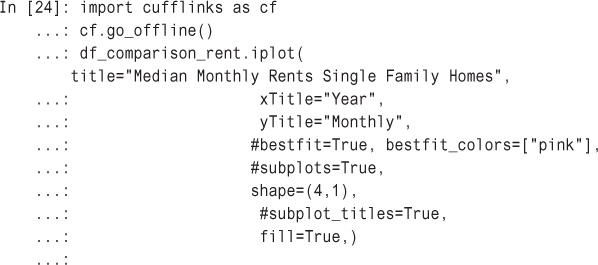 In [24]: import cufflinks as cf
    ...: cf.go_offline()
    ...: df_comparison_rent.iplot(
        title="Median Monthly Rents Single Family Homes",
    ...:                     xTitle="Year",
    ...:                     yTitle="Monthly",
    ...:                    #bestfit=True, bestfit_colors=["pink"],
    ...:                    #subplots=True,
    ...:                    shape=(4,1),
    ...:                     #subplot_titles=True,
    ...:                     fill=True,)
    ...: